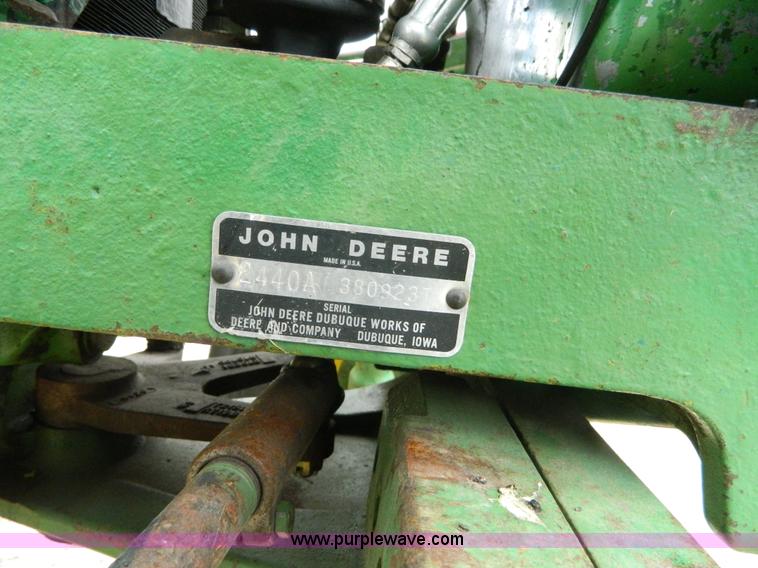 JOHN DEERE
MADE IN U.S.A.
2440A 380923T
SERIAL
JOHN DEERE DUBUQUE WORKS OF
DEERE AND COMPANY DUBUQUE, IOWA
www.purplewave.com